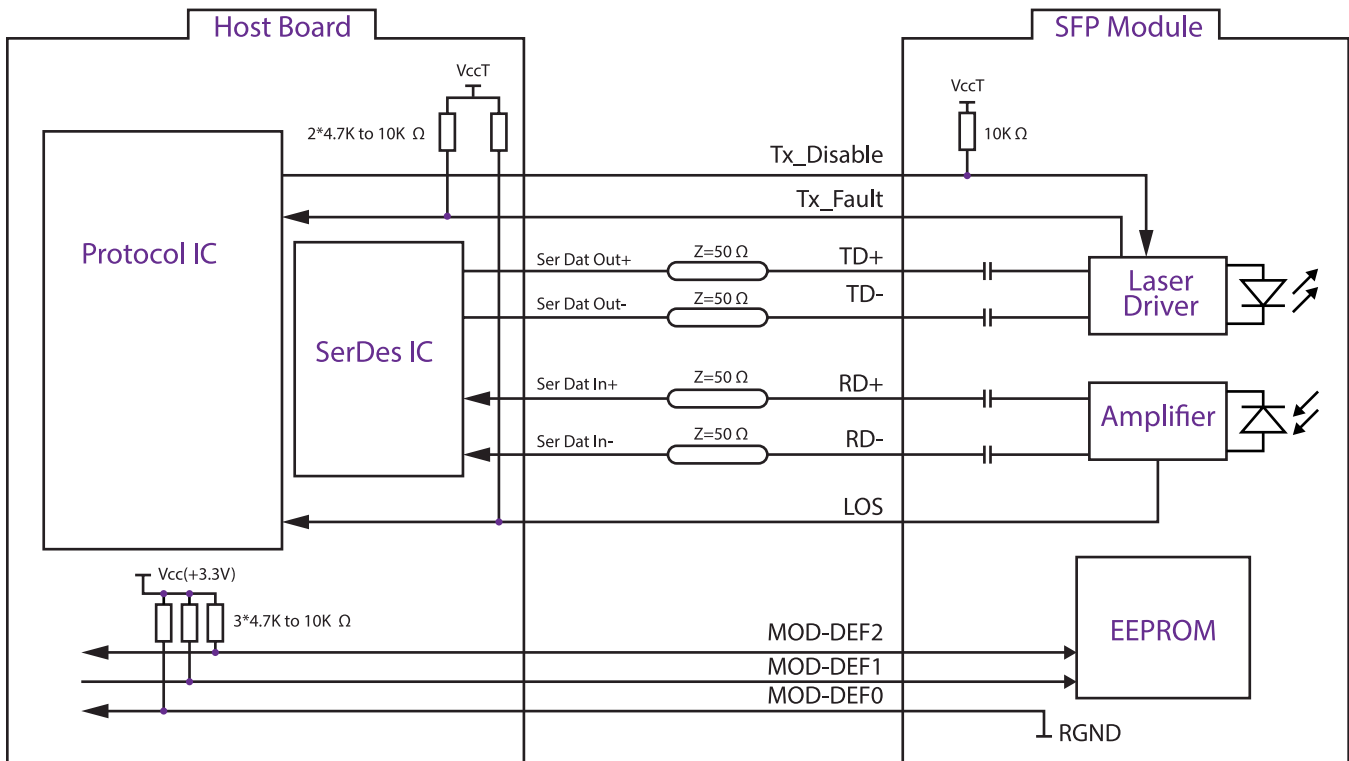 Host Board
SFP Module
VccT
VccT
2*4.7K to 10K Ω
10K Ω
Tx_Disable
Tx_Fault
Protocol IC
Ser Dat Out+
Z=50 Ω
TD+
Ser Dat Out-
Z=50 Ω
TD-
Laser
Driver
SerDes IC
Ser Dat In+
Z=50 Ω
RD+
Ser Dat In-
Z=50 Ω
RD-
Amplifier
LOS
Vcc(+3.3V)
3*4.7K to 10K Ω
MOD-DEF2
MOD-DEF1
MOD-DEF0
EEPROM
RGND